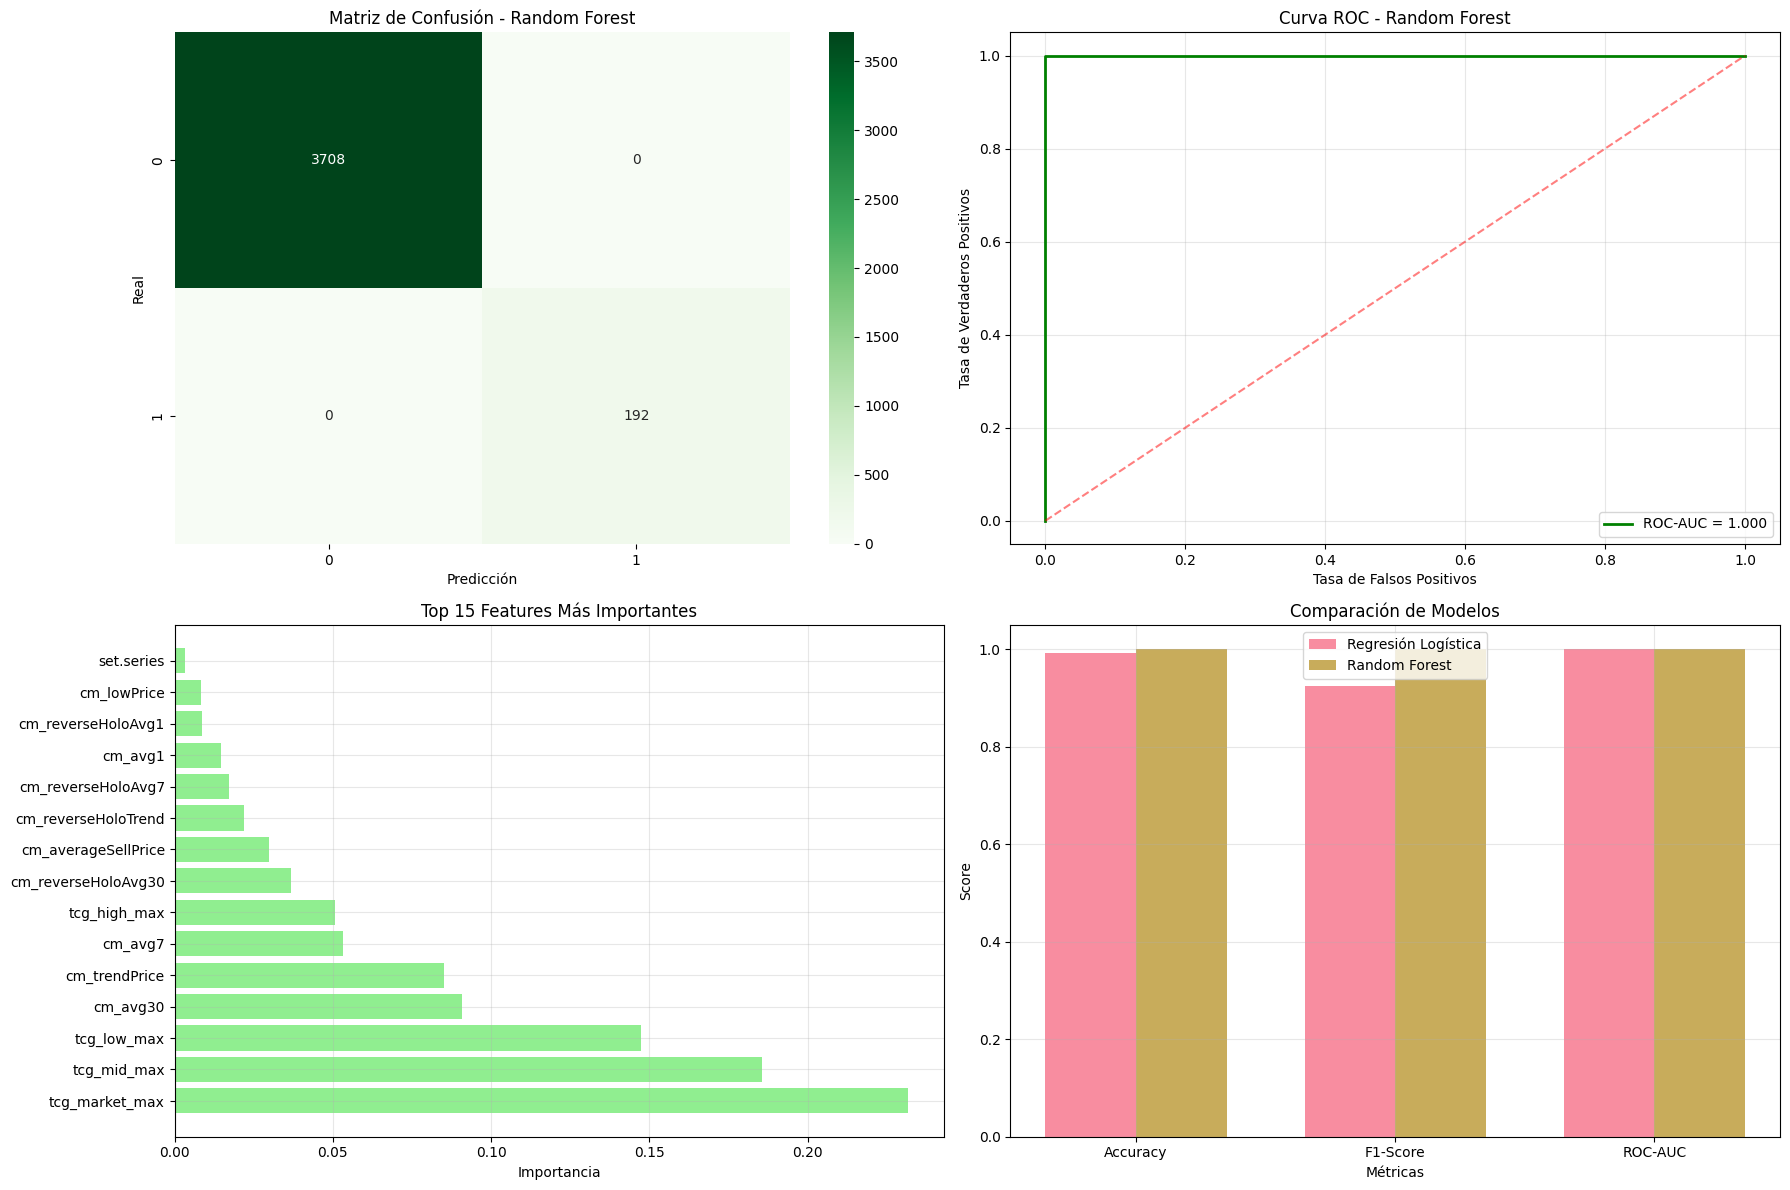 Matriz de Confusión - Random Forest
3708
0
0
192
0
1
Real
0
1
Predicción
3500
3000
2500
2000
1500
1000
500
0
Curva ROC - Random Forest
1.0
0.8
0.6
0.4
0.2
0.0
Tasa de Verdaderos Positivos
ROC-AUC = 1.000
0.0
0.2
0.4
0.6
0.8
1.0
Tasa de Falsos Positivos
Top 15 Features Más Importantes
set.series
cm_lowPrice
cm_reverseHoloAvg1
cm_avg1
cm_reverseHoloAvg7
cm_reverseHoloTrend
cm_averageSellPrice
cm_reverseHoloAvg30
tcg_high_max
cm_avg7
cm_trendPrice
cm_avg30
tcg_low_max
tcg_mid_max
tcg_market_max
0.00
0.05
0.10
0.15
0.20
Importancia
Comparación de Modelos
Regresión Logística
Random Forest
1.0
0.8
0.6
0.4
0.2
0.0
Score
Accuracy
F1-Score
ROC-AUC
Métricas